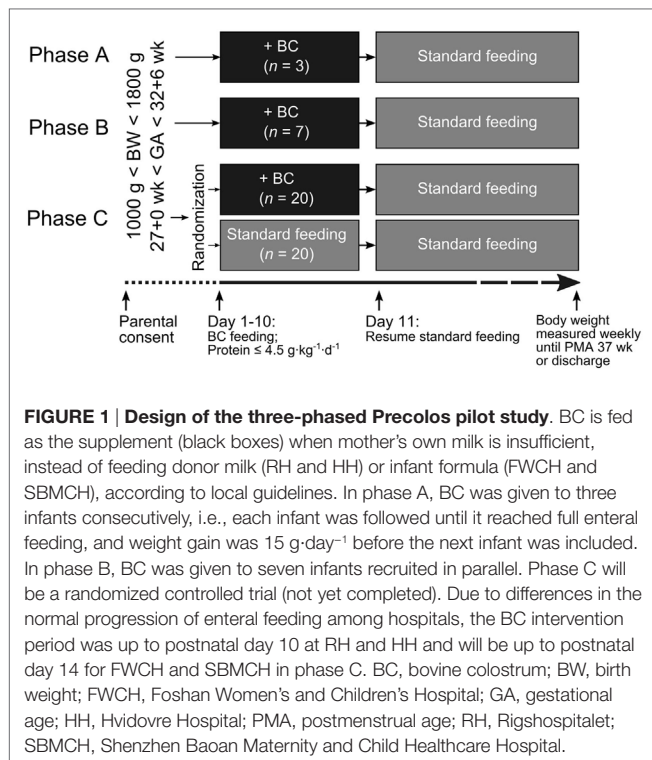 Phase A
Phase B
Phase C
1000 g < BW < 1800 g
27+0 wk < GA < 32+6 wk
Randomization
+ BC
(n = 3)
Standard feeding
+ BC
(n = 7)
Standard feeding
+ BC
(n = 20)
Standard feeding
Standard feeding
(n = 20)
Standard feeding
Parental
consent
Day 1-10:
BC feeding;
Protein ≤ 4.5 g·kg⁻¹·d⁻¹
Day 11:
Resume standard feeding
Body weight
measured weekly
until PMA 37 wk
or discharge
FIGURE 1 | Design of the three-phased Precolos pilot study. BC is fed
as the supplement (black boxes) when mother's own milk is insufficient,
instead of feeding donor milk (RH and HH) or infant formula (FWCH and
SBMCH), according to local guidelines. In phase A, BC was given to three
infants consecutively, i.e., each infant was followed until it reached full enteral
feeding, and weight gain was 15 g·day⁻¹ before the next infant was included.
In phase B, BC was given to seven infants recruited in parallel. Phase C will
be a randomized controlled trial (not yet completed). Due to differences in the
normal progression of enteral feeding among hospitals, the BC intervention
period was up to postnatal day 10 at RH and HH and will be up to postnatal
day 14 for FWCH and SBMCH in phase C. BC, bovine colostrum; BW, birth
weight; FWCH, Foshan Women's and Children's Hospital; GA, gestational
age; HH, Hvidovre Hospital; PMA, postmenstrual age; RH, Rigshospitalet;
SBMCH, Shenzhen Baoan Maternity and Child Healthcare Hospital.